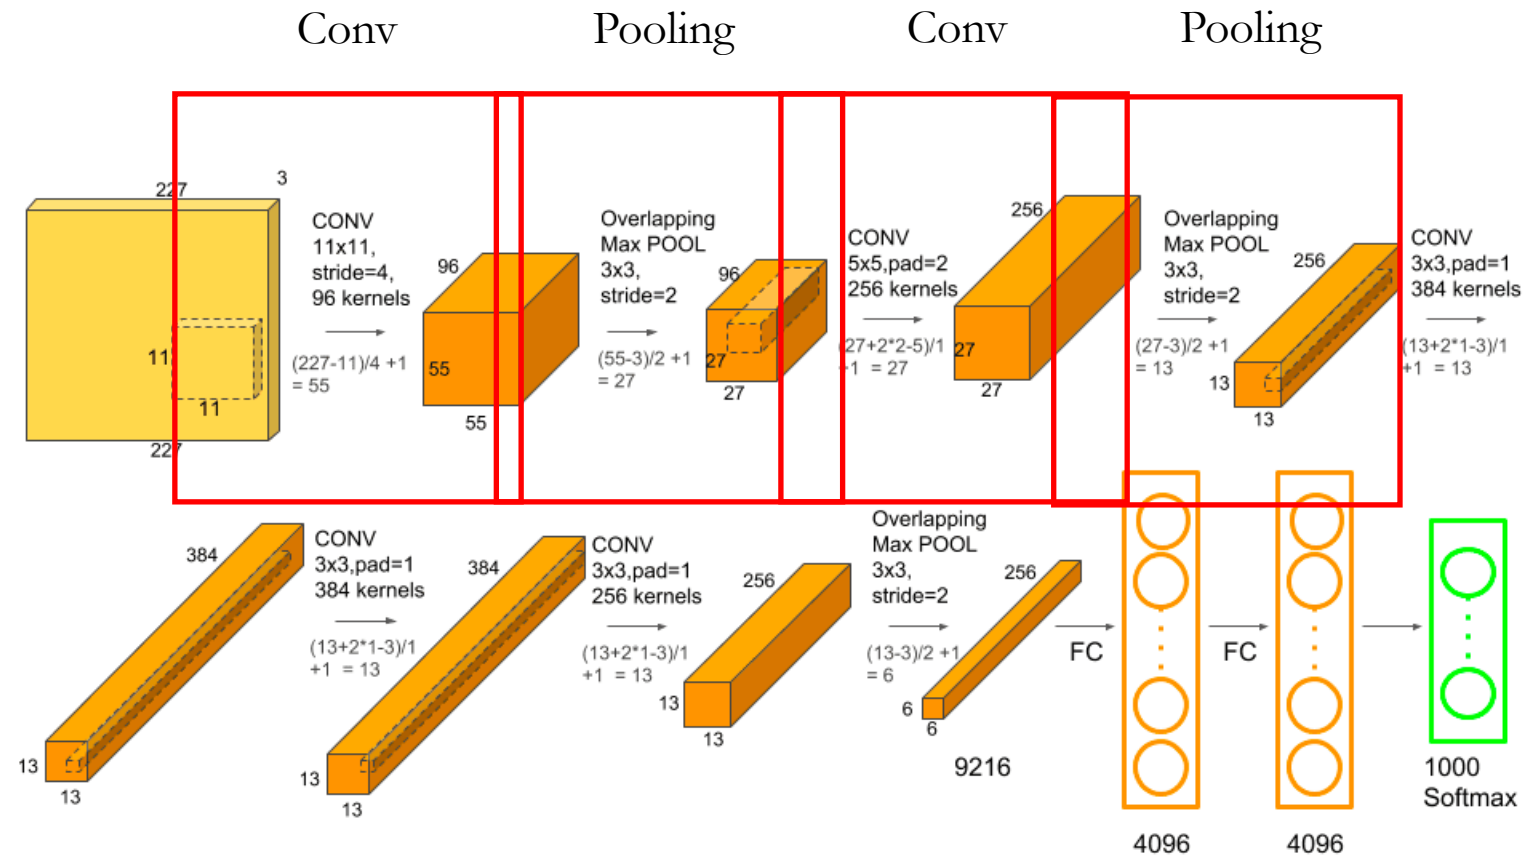 Conv
Pooling
Conv
Pooling
227
3
11
11
227
CONV
11x11,
stride=4,
96 kernels
(227-11)/4 +1
= 55
96
55
55
Overlapping
Max POOL
3x3,
stride=2
(55-3)/2 +1
= 27
96
27
27
CONV
5x5,pad=2
256 kernels
(27+2*2-5)/1
+1 = 27
256
27
27
Overlapping
Max POOL
3x3,
stride=2
(27-3)/2 +1
= 13
256
13
13
CONV
3x3,pad=1
384 kernels
(13+2*1-3)/1
+1 = 13
384
13
13
CONV
3x3,pad=1
384 kernels
(13+2*1-3)/1
+1 = 13
384
13
13
CONV
3x3,pad=1
256 kernels
(13+2*1-3)/1
+1 = 13
256
13
13
Overlapping
Max POOL
3x3,
stride=2
(13-3)/2 +1
= 6
256
6
6
9216
FC
4096
FC
4096
1000
Softmax